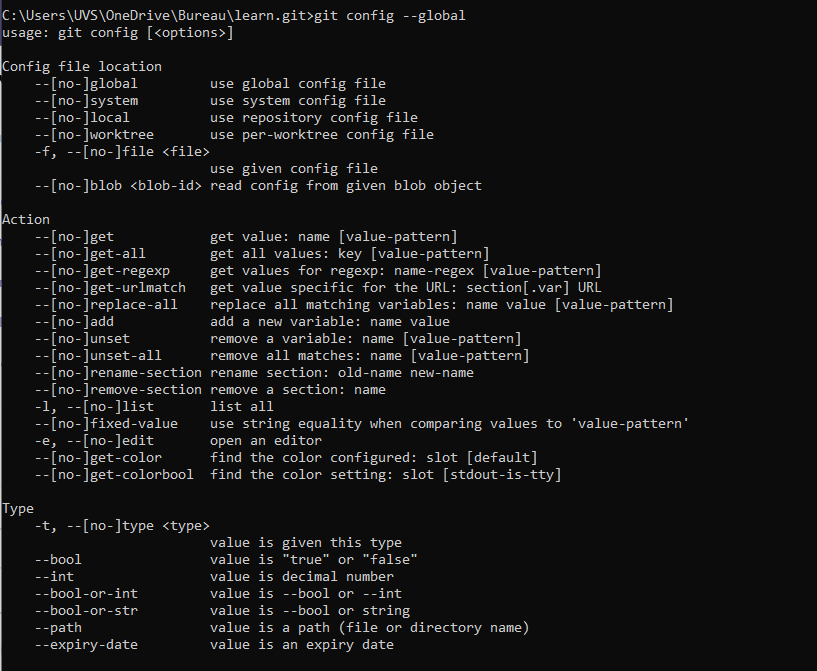 C:\Users\UVS\OneDrive\Bureau\learn.git>git config --global
usage: git config [<options>]
Config file location
--[no-]global use global config file
--[no-]system use system config file
--[no-]local use repository config file
--[no-]worktree use per-worktree config file
-f, --[no-]file <file>
use given config file
--[no-]blob <blob-id> read config from given blob object
Action
--[no-]get get value: name [value-pattern]
--[no-]get-all get all values: key [value-pattern]
--[no-]get-regexp get values for regexp: name-regex [value-pattern]
--[no-]get-urlmatch get value specific for the URL: section[.var] URL
--[no-]replace-all replace all matching variables: name value [value-pattern]
--[no-]add add a new variable: name value
--[no-]unset remove a variable: name [value-pattern]
--[no-]unset-all remove all matches: name [value-pattern]
--[no-]rename-section rename section: old-name new-name
--[no-]remove-section remove a section: name
-l, --[no-]list list all
--[no-]fixed-value use string equality when comparing values to 'value-pattern'
-e, --[no-]edit open an editor
--[no-]get-color find the color configured: slot [default]
--[no-]get-colorbool find the color setting: slot [stdout-is-tty]
Type
-t, --[no-]type <type>
value is given this type
--bool value is "true" or "false"
--int value is decimal number
--bool-or-int value is --bool or --int
--bool-or-str value is --bool or string
--path value is a path (file or directory name)
--expiry-date value is an expiry date